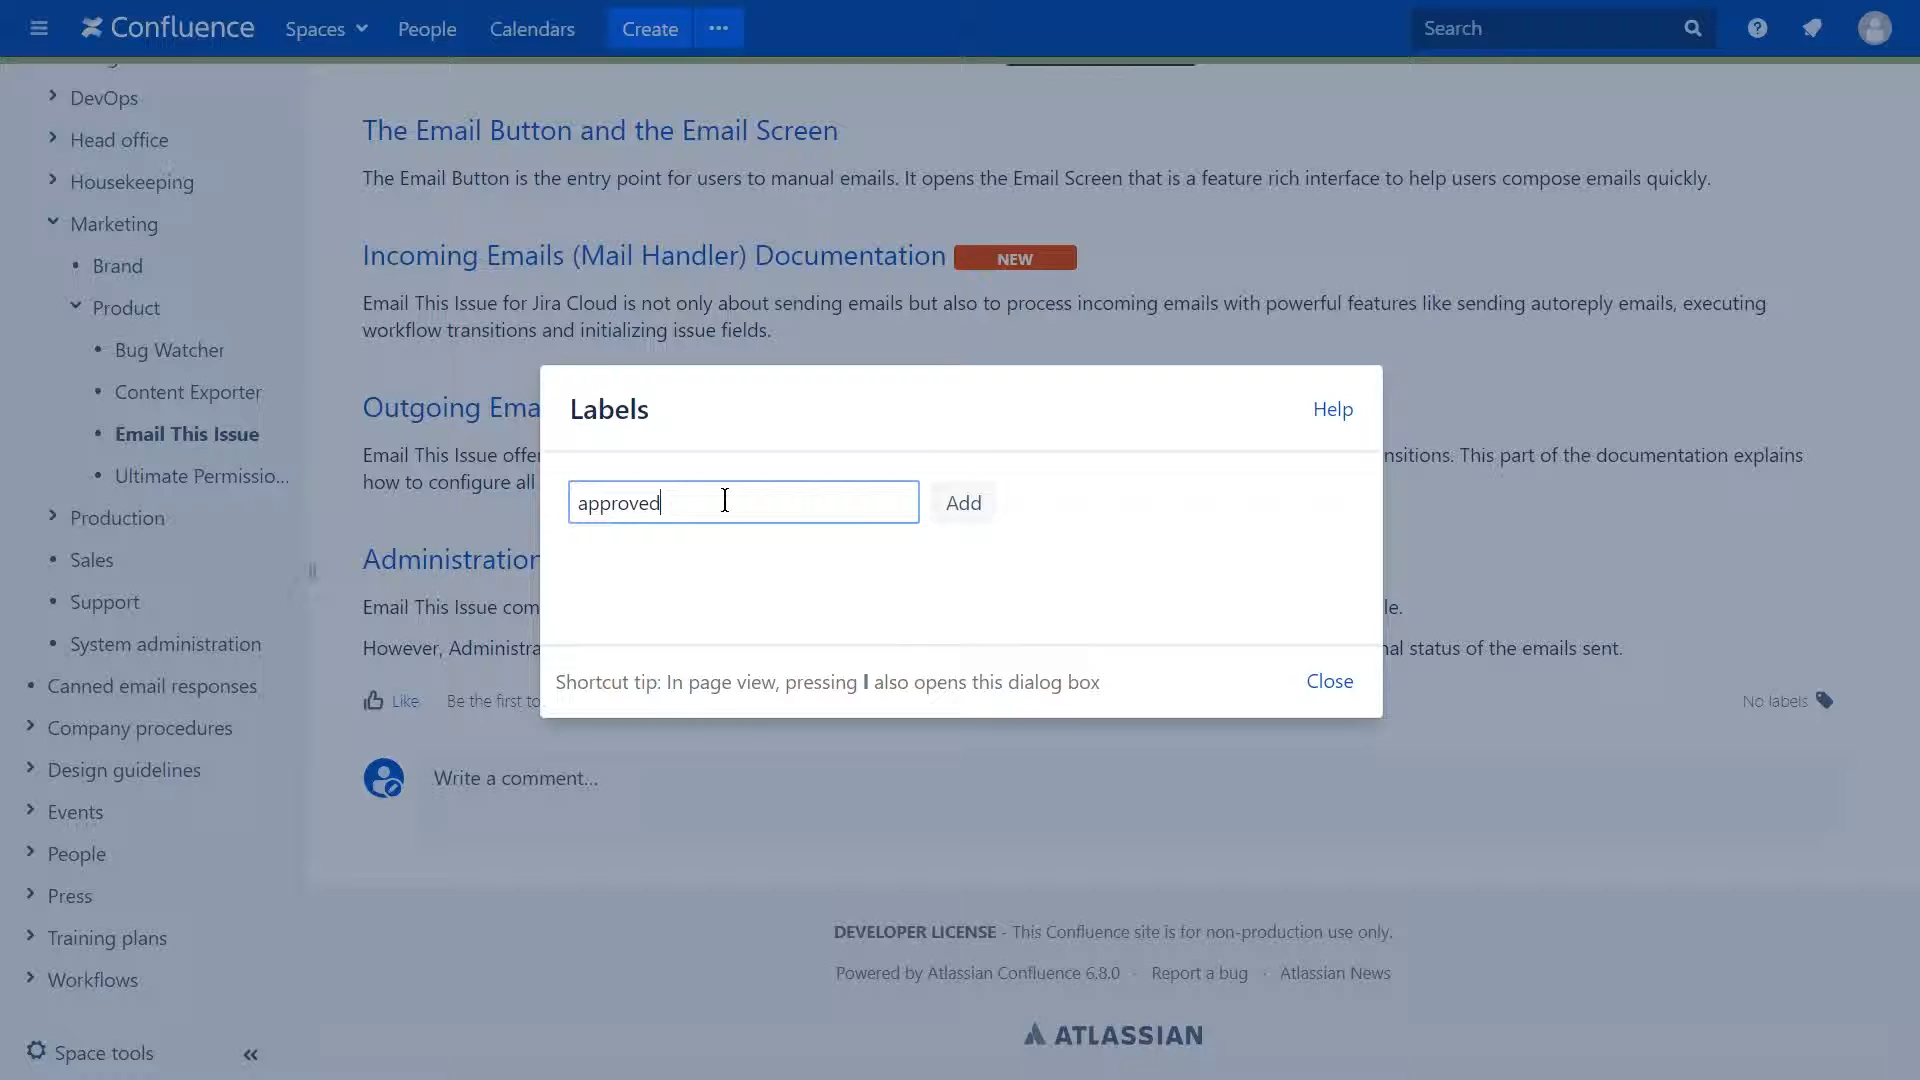 Confluence
Spaces
People
Calendars
Create
Search
DevOps
Head office
Housekeeping
Marketing
Brand
Product
Bug Watcher
Content Exporter
Email This Issue
Ultimate Permissio...
Production
Sales
Support
System administration
Canned email responses
Company procedures
Design guidelines
Events
People
Press
Training plans
Workflows
Space tools
The Email Button and the Email Screen
The Email Button is the entry point for users to manual emails. It opens the Email Screen that is a feature rich interface to help users compose emails quickly.
Incoming Emails (Mail Handler) Documentation NEW
Email This Issue for Jira Cloud is not only about sending emails but also to process incoming emails with powerful features like sending autoreply emails, executing
workflow transitions and initializing issue fields.
Outgoing Ema
Email This Issue offe nsitions. This part of the documentation explains
how to configure all
Administration
Email This Issue com le.
However, Administra al status of the emails sent.
Like Be the first to
No labels
Labels
Help
approved
Add
Shortcut tip: In page view, pressing l also opens this dialog box
Close
Write a comment...
DEVELOPER LICENSE - This Confluence site is for non-production use only.
Powered by Atlassian Confluence 6.8.0 · Report a bug · Atlassian News
ATLASSIAN